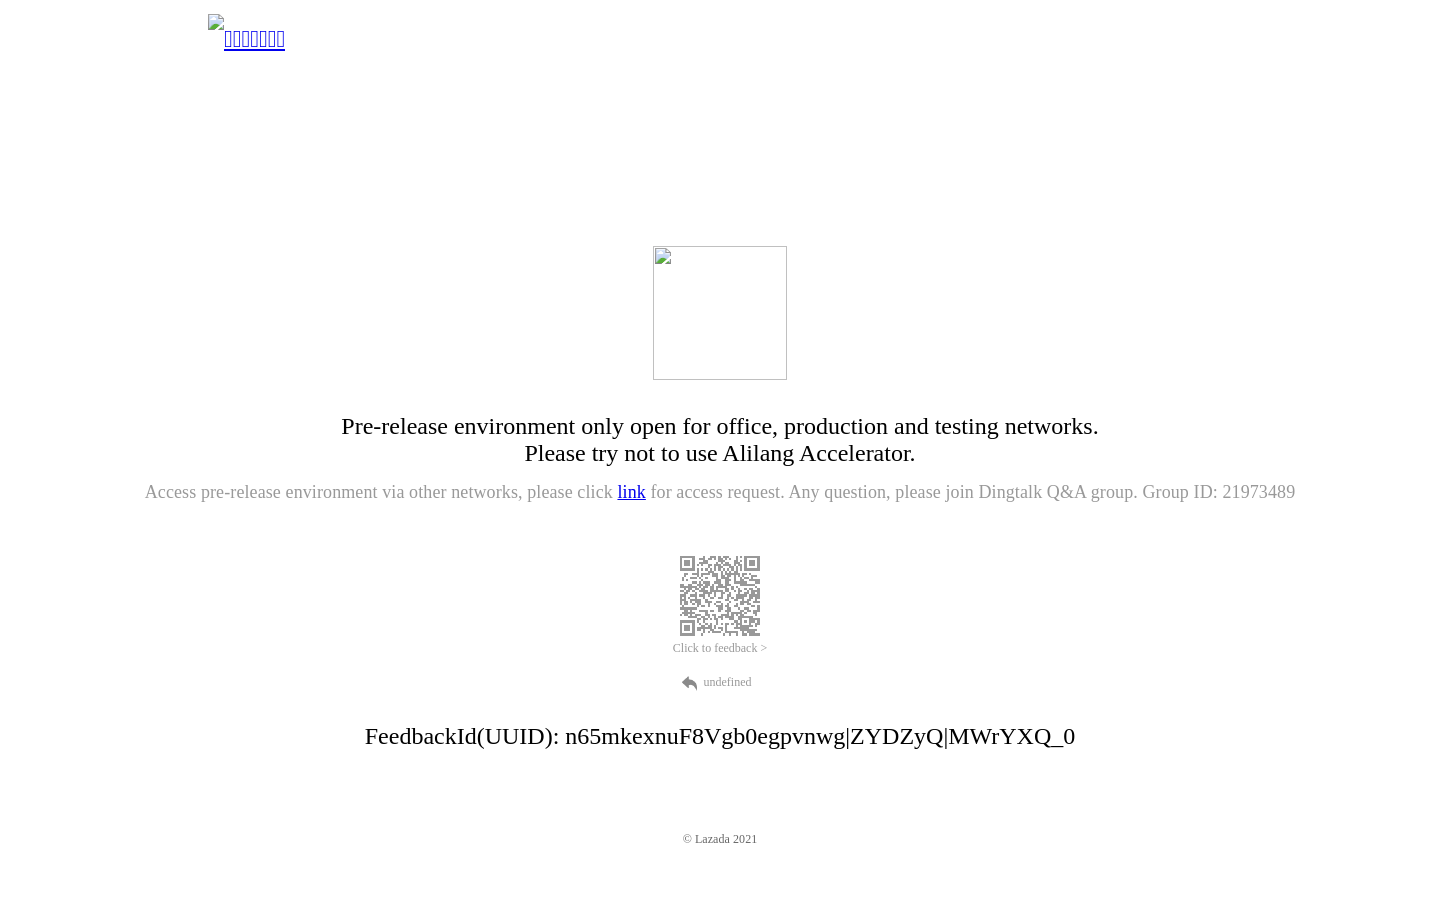 Pre-release environment only open for office, production and testing networks.
Please try not to use Alilang Accelerator.
Access pre-release environment via other networks, please click link for access request. Any question, please join Dingtalk Q&A group. Group ID: 21973489
Click to feedback >
undefined
FeedbackId(UUID): n65mkexnuF8Vgb0egpvnwg|ZYDZyQ|MWrYXQ_0
© Lazada 2021